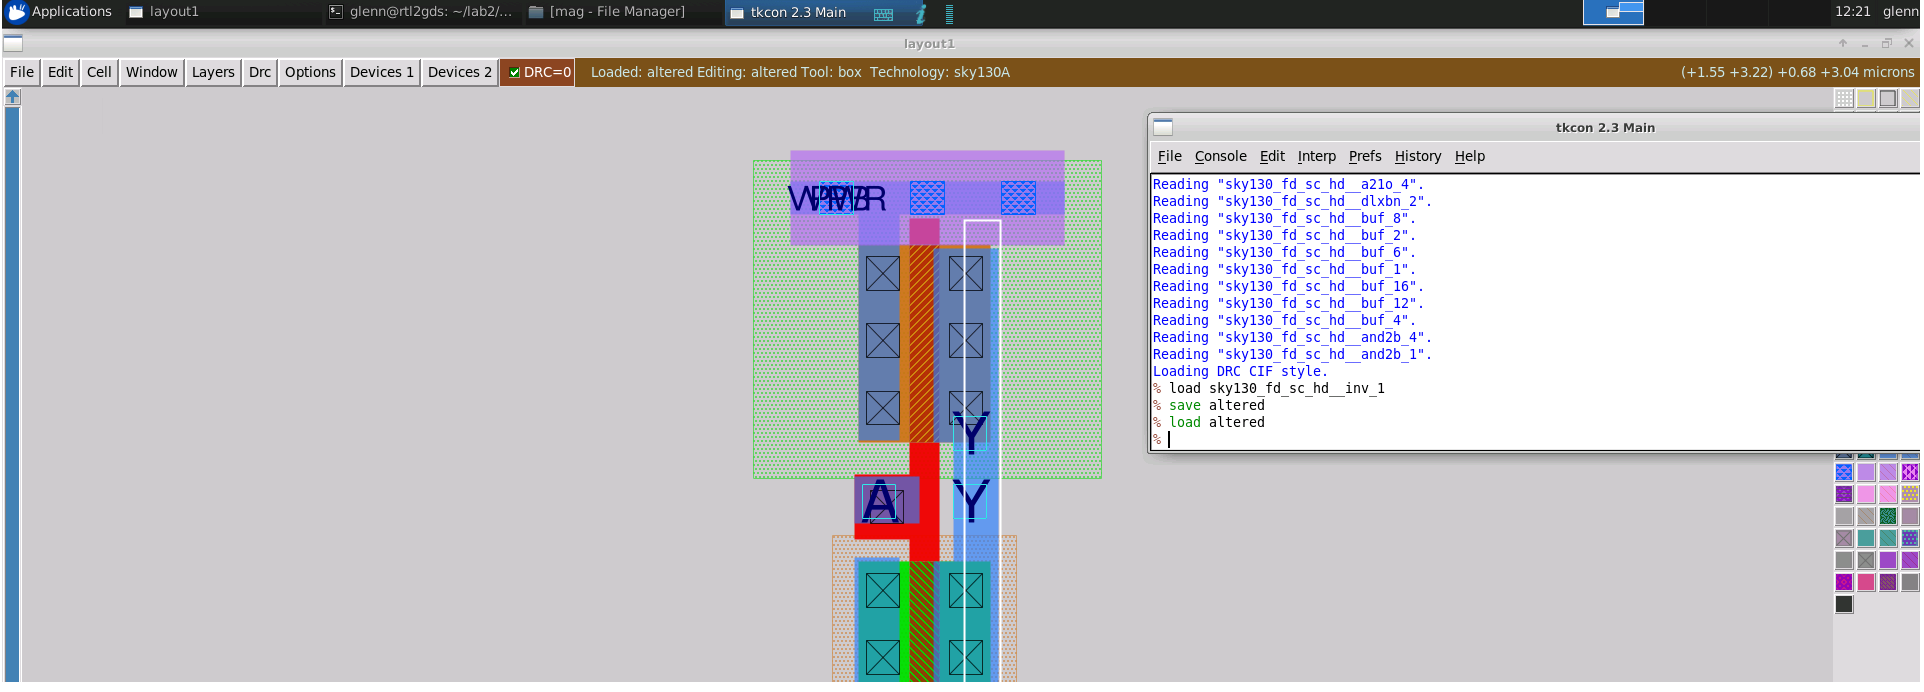 Applications layout1 glenn@rtl2gds: ~/lab2/... [mag - File Manager] tkcon 2.3 Main 12:21 glenn
layout1
File Edit Cell Window Layers Drc Options Devices 1 Devices 2 DRC=0 Loaded: altered Editing: altered Tool: box Technology: sky130A (+1.55 +3.22) +0.68 +3.04 microns
tkcon 2.3 Main
File Console Edit Interp Prefs History Help
Reading "sky130_fd_sc_hd__a21o_4".
Reading "sky130_fd_sc_hd__dlxbn_2".
Reading "sky130_fd_sc_hd__buf_8".
Reading "sky130_fd_sc_hd__buf_2".
Reading "sky130_fd_sc_hd__buf_6".
Reading "sky130_fd_sc_hd__buf_1".
Reading "sky130_fd_sc_hd__buf_16".
Reading "sky130_fd_sc_hd__buf_12".
Reading "sky130_fd_sc_hd__buf_4".
Reading "sky130_fd_sc_hd__and2b_4".
Reading "sky130_fd_sc_hd__and2b_1".
Loading DRC CIF style.
% load sky130_fd_sc_hd__inv_1
% save altered
% load altered
%
Y
A Y